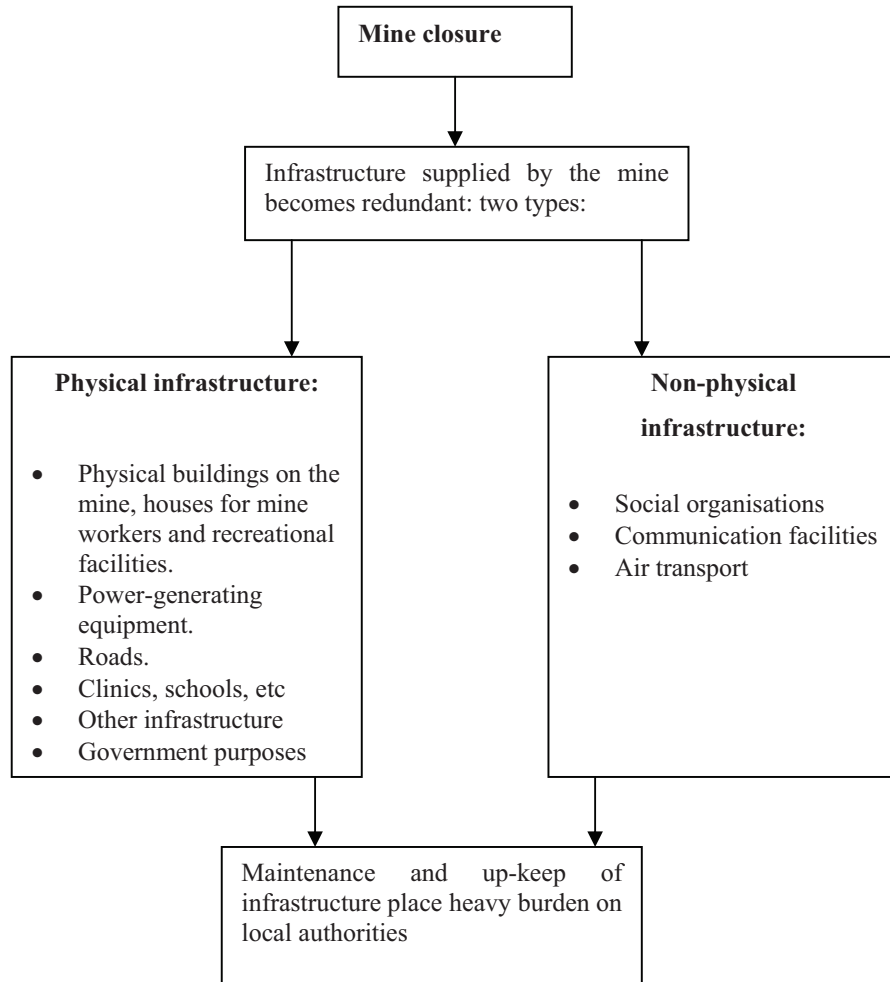 Mine closure
Infrastructure supplied by the mine
becomes redundant: two types:
Physical infrastructure:
• Physical buildings on the
mine, houses for mine
workers and recreational
facilities.
• Power-generating
equipment.
• Roads.
• Clinics, schools, etc
• Other infrastructure
• Government purposes
Non-physical
infrastructure:
• Social organisations
• Communication facilities
• Air transport
Maintenance and up-keep of
infrastructure place heavy burden on
local authorities